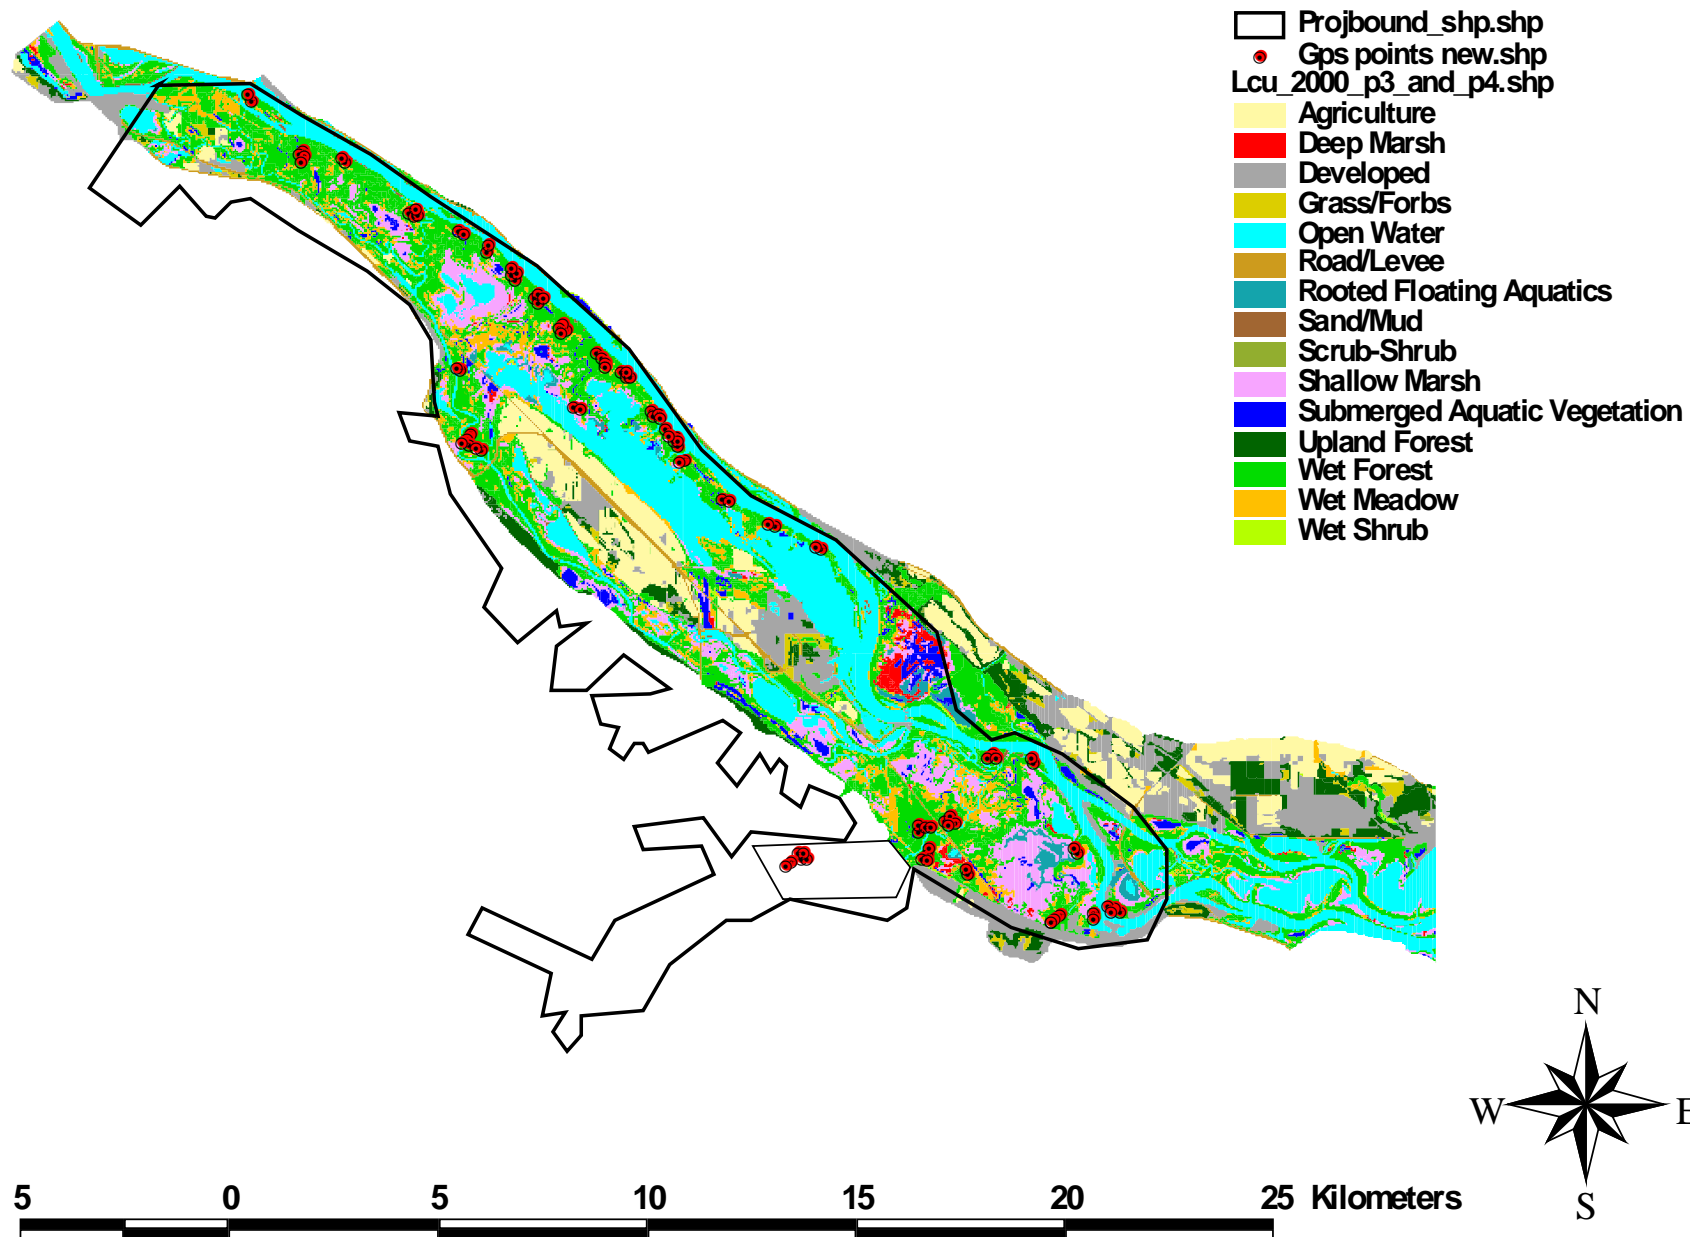 Projbound_shp.shp
Gps points new.shp
Lcu_2000_p3_and_p4.shp
Agriculture
Deep Marsh
Developed
Grass/Forbs
Open Water
Road/Levee
Rooted Floating Aquatics
Sand/Mud
Scrub-Shrub
Shallow Marsh
Submerged Aquatic Vegetation
Upland Forest
Wet Forest
Wet Meadow
Wet Shrub
N
W E
S
5 0 5 10 15 20 25 Kilometers